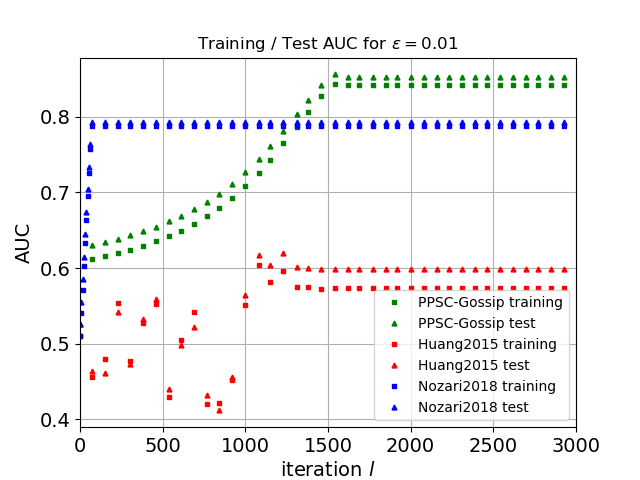 Training / Test AUC for ε = 0.01
AUC
0.8
0.7
0.6
0.5
0.4
PPSC-Gossip training
PPSC-Gossip test
Huang2015 training
Huang2015 test
Nozari2018 training
Nozari2018 test
0 500 1000 1500 2000 2500 3000
iteration l